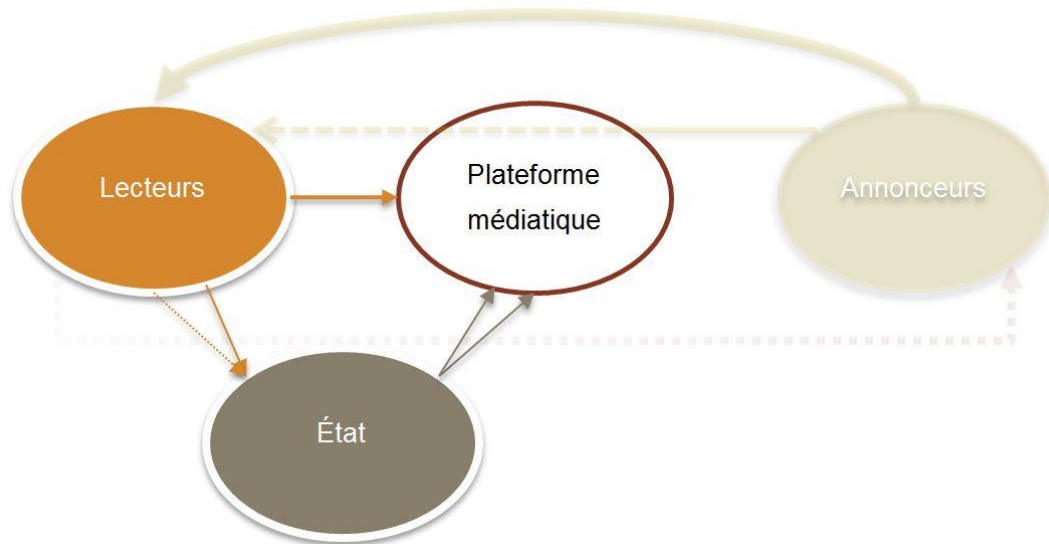 Lecteurs
Plateforme
médiatique
Annonceurs
État